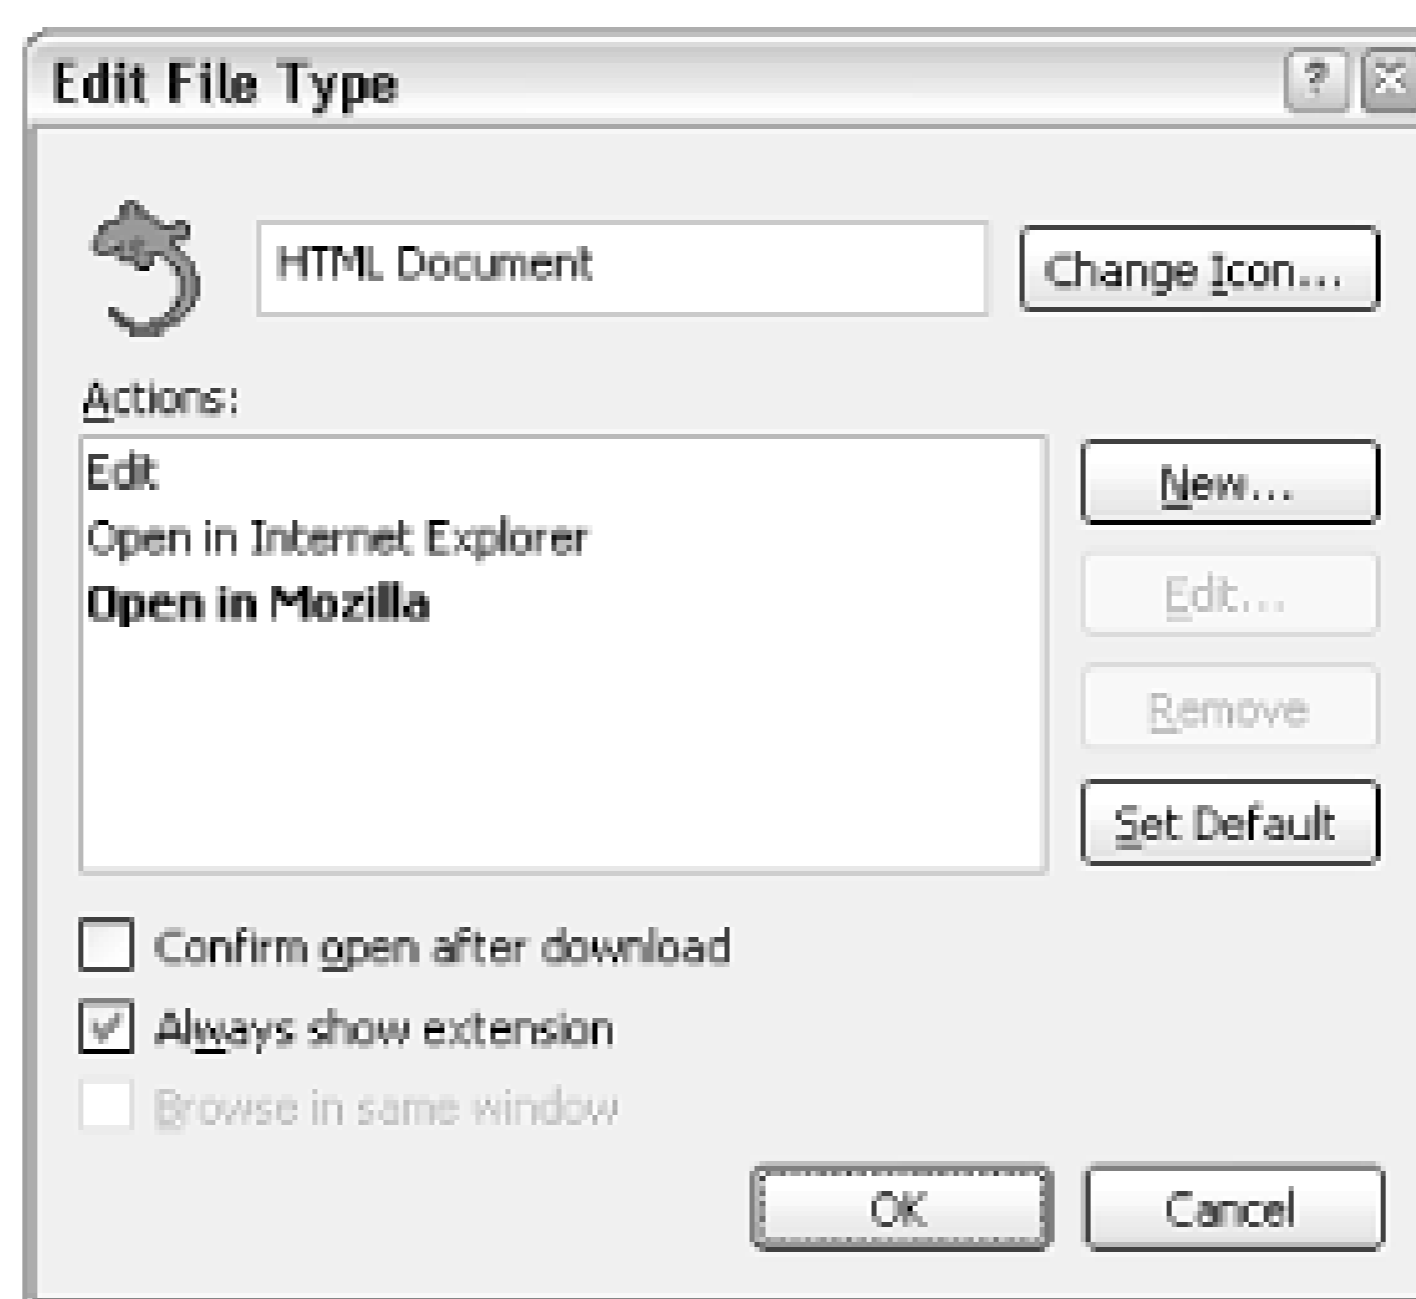 Edit File Type ?
HTML Document Change Icon...
Actions:
Edit New...
Open in Internet Explorer
Open in Mozilla
Edit...
Remove
Set Default
Confirm open after download
Always show extension
Browse in same window
OK Cancel